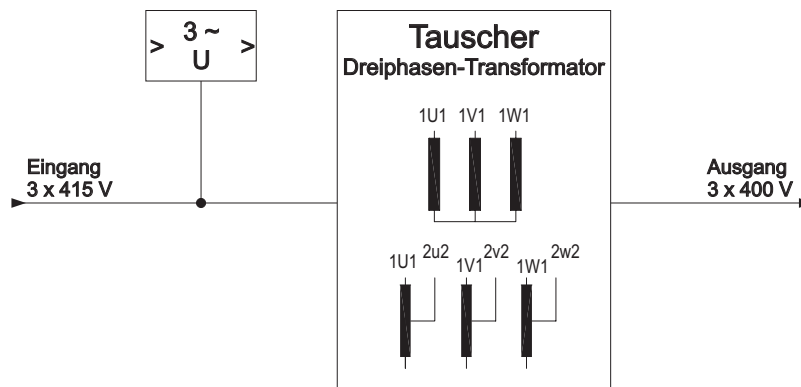 3 ~
> U >
Tauscher
Dreiphasen-Transformator
1U1 1V1 1W1
Eingang
3 x 415 V
Ausgang
3 x 400 V
1U1 2u2 1V1 2v2 1W1 2w2